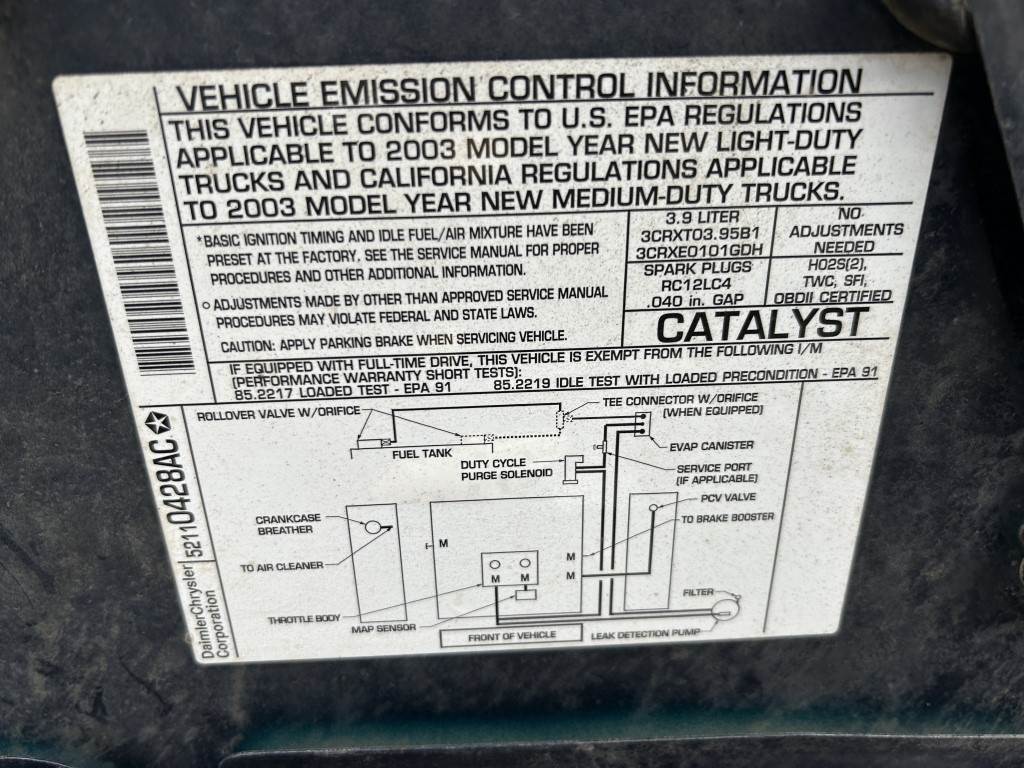 VEHICLE EMISSION CONTROL INFORMATION
THIS VEHICLE CONFORMS TO U.S. EPA REGULATIONS
APPLICABLE TO 2003 MODEL YEAR NEW LIGHT-DUTY
TRUCKS AND CALIFORNIA REGULATIONS APPLICABLE
TO 2003 MODEL YEAR NEW MEDIUM-DUTY TRUCKS.
*BASIC IGNITION TIMING AND IDLE FUEL/AIR MIXTURE HAVE BEEN
PRESET AT THE FACTORY. SEE THE SERVICE MANUAL FOR PROPER
PROCEDURES AND OTHER ADDITIONAL INFORMATION.
○ ADJUSTMENTS MADE BY OTHER THAN APPROVED SERVICE MANUAL
PROCEDURES MAY VIOLATE FEDERAL AND STATE LAWS.
CAUTION: APPLY PARKING BRAKE WHEN SERVICING VEHICLE.
3.9 LITER
3CRXT03.95B1
3CRXE0101GDH
NO
ADJUSTMENTS
NEEDED
SPARK PLUGS
RC12LC4
.040 in. GAP
HO2S(2),
TWC, SFI,
OBDII CERTIFIED
CATALYST
IF EQUIPPED WITH FULL-TIME DRIVE, THIS VEHICLE IS EXEMPT FROM THE FOLLOWING I/M
(PERFORMANCE WARRANTY SHORT TESTS):
85.2217 LOADED TEST - EPA 91 85.2219 IDLE TEST WITH LOADED PRECONDITION - EPA 91
ROLLOVER VALVE W/ORIFICE
TEE CONNECTOR W/ORIFICE
(WHEN EQUIPPED)
FUEL TANK
EVAP CANISTER
DUTY CYCLE
PURGE SOLENOID
SERVICE PORT
(IF APPLICABLE)
PCV VALVE
CRANKCASE
BREATHER
TO BRAKE BOOSTER
M
M
TO AIR CLEANER
M
M M
FILTER
THROTTLE BODY
MAP SENSOR
FRONT OF VEHICLE
LEAK DETECTION PUMP
52110428AC
DaimlerChrysler
Corporation